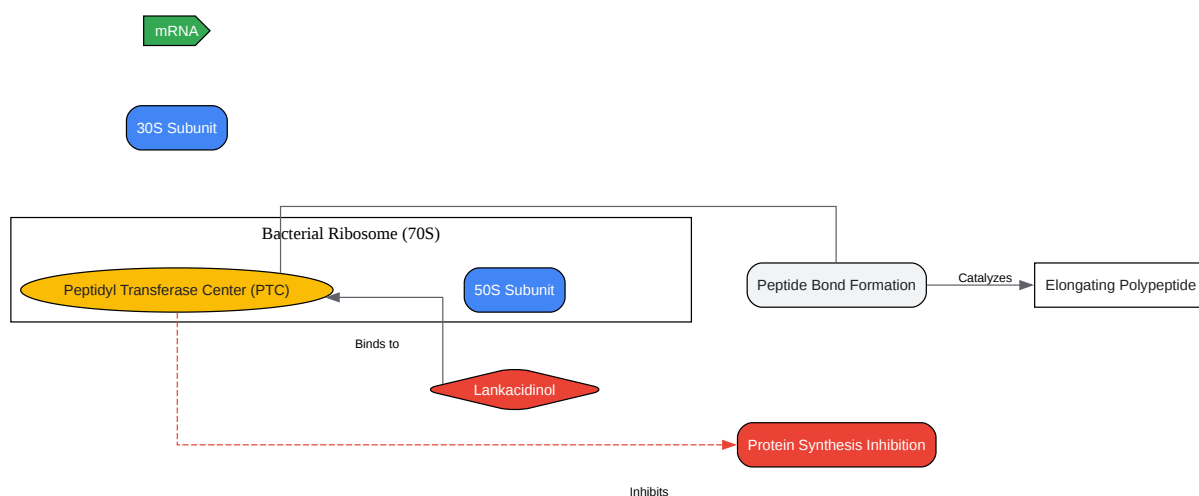 mRNA
30S Subunit
Bacterial Ribosome (70S)
Peptidyl Transferase Center (PTC)
50S Subunit
Peptide Bond Formation
Catalyzes
Elongating Polypeptide
Binds to
Lankacidinol
Protein Synthesis Inhibition
Inhibits